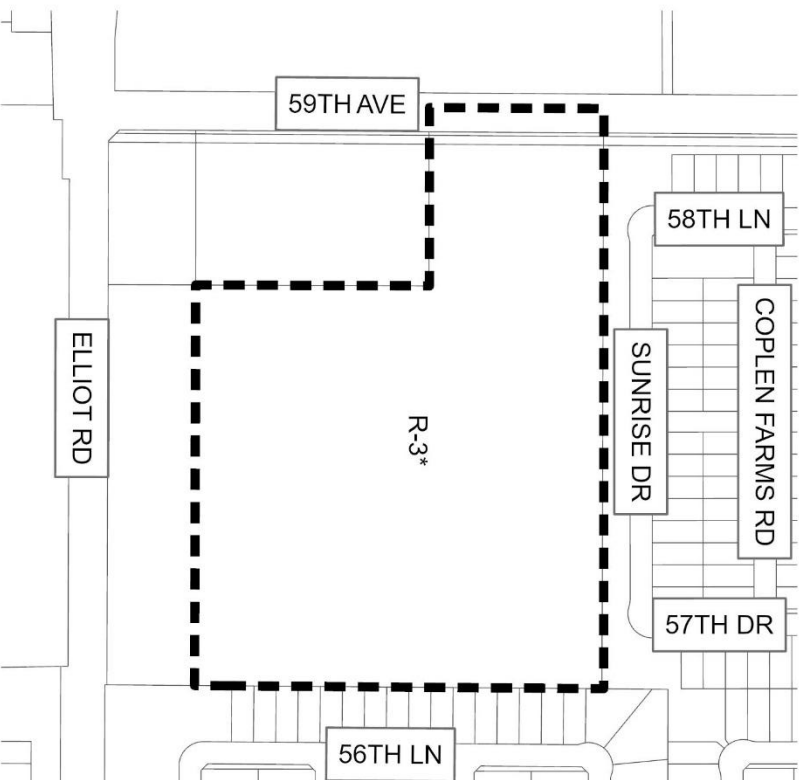 59TH AVE
58TH LN
ELLIOT RD
R-3*
SUNRISE DR
COPLEN FARMS RD
57TH DR
56TH LN